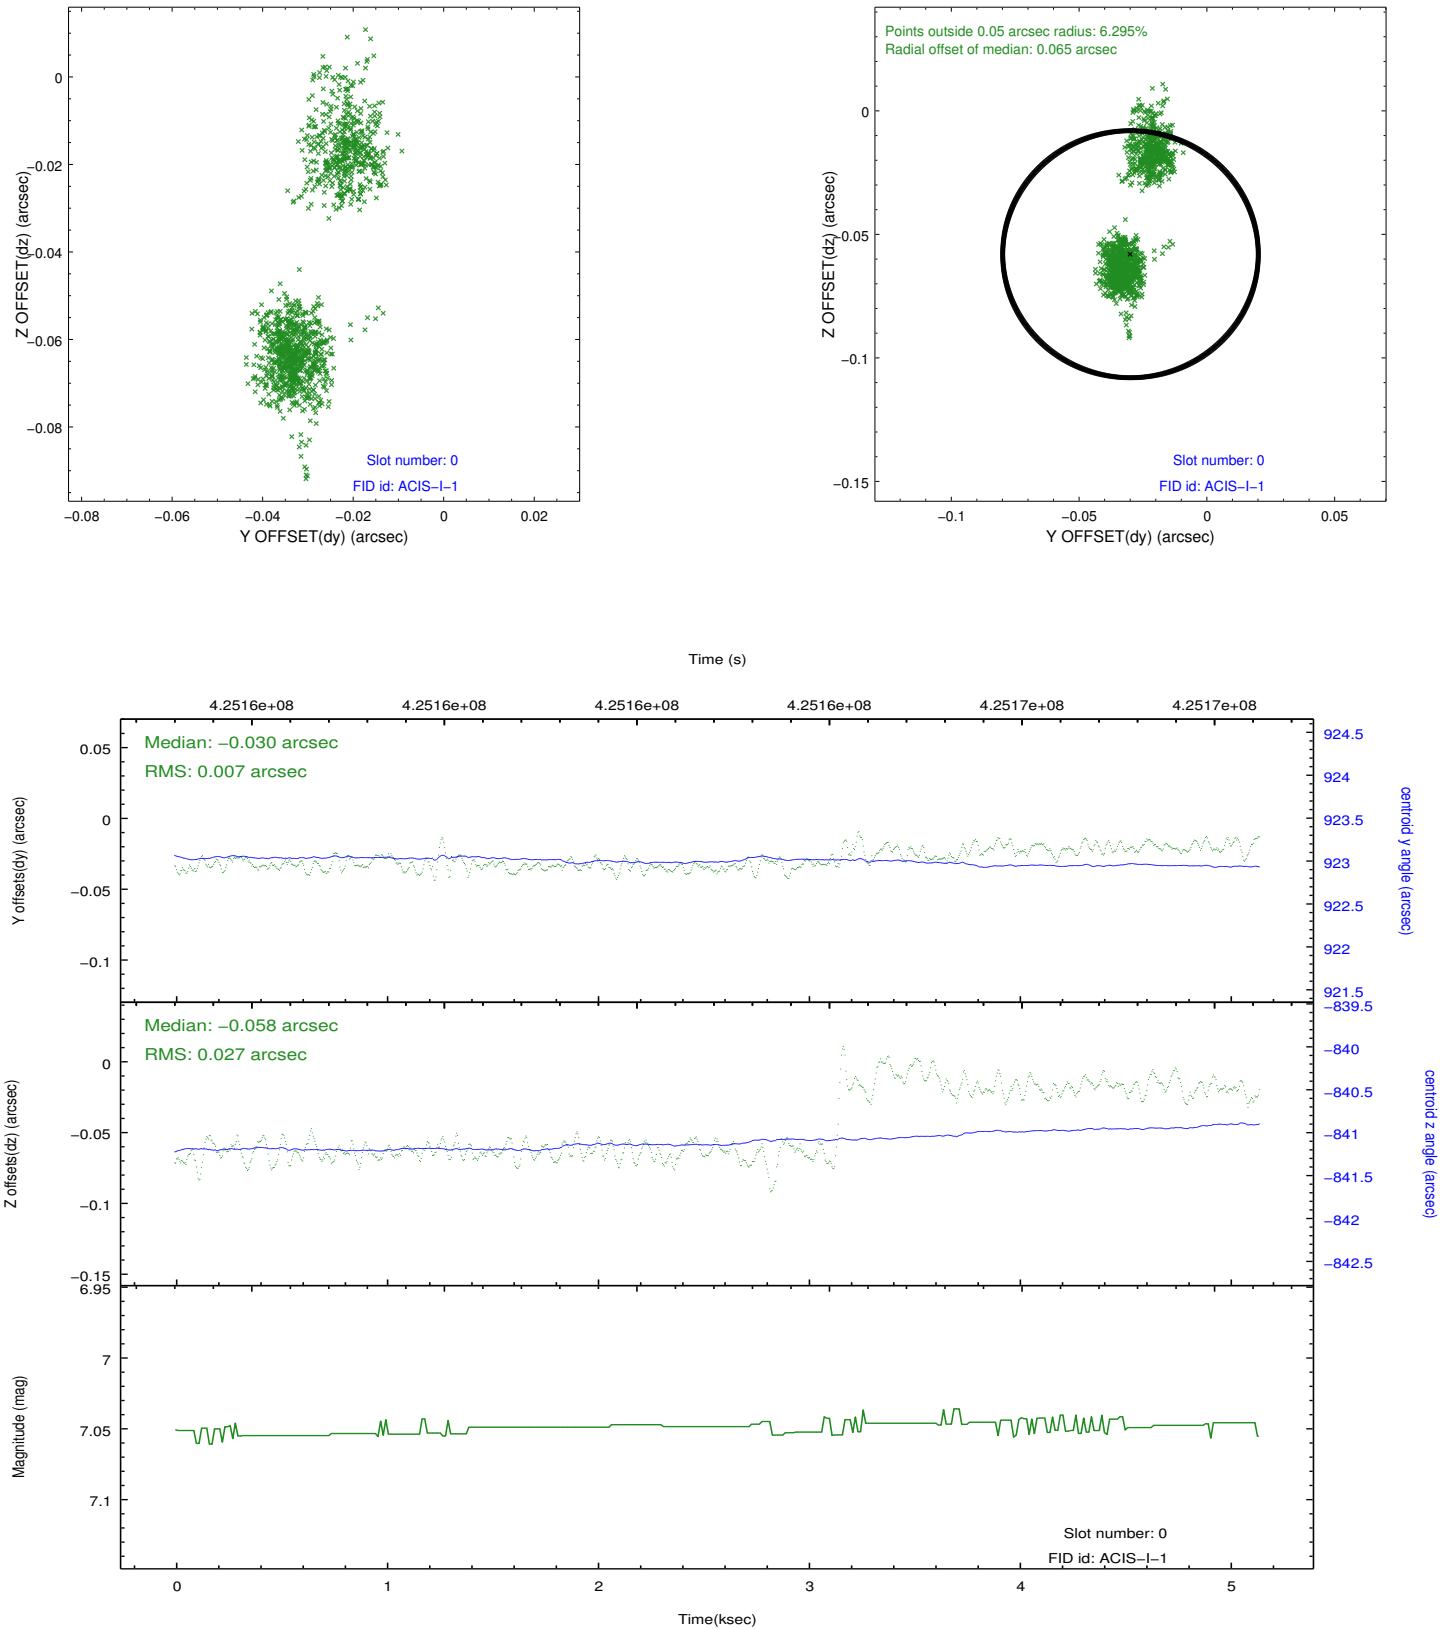 0
−0.02
−0.04
−0.06
−0.08
Z OFFSET(dz) (arcsec)
Slot number: 0
FID id: ACIS−I−1
−0.08 −0.06 −0.04 −0.02 0 0.02
Y OFFSET(dy) (arcsec)
Points outside 0.05 arcsec radius: 6.295%
Radial offset of median: 0.065 arcsec
0
−0.05
−0.1
−0.15
Z OFFSET(dz) (arcsec)
Slot number: 0
FID id: ACIS−I−1
−0.1 −0.05 0 0.05
Y OFFSET(dy) (arcsec)
Time (s)
4.2516e+08 4.2516e+08 4.2516e+08 4.2516e+08 4.2517e+08 4.2517e+08
Median: −0.030 arcsec
RMS: 0.007 arcsec
0.05
0
−0.05
−0.1
Y offsets(dy) (arcsec)
924.5
924
923.5
923
922.5
922
921.5
centroid y angle (arcsec)
Median: −0.058 arcsec
RMS: 0.027 arcsec
0
−0.05
−0.1
−0.15
Z offsets(dz) (arcsec)
−839.5
−840
−840.5
−841
−841.5
−842
−842.5
centroid z angle (arcsec)
6.95
7
7.05
7.1
Magnitude (mag)
Slot number: 0
FID id: ACIS−I−1
0 1 2 3 4 5
Time(ksec)